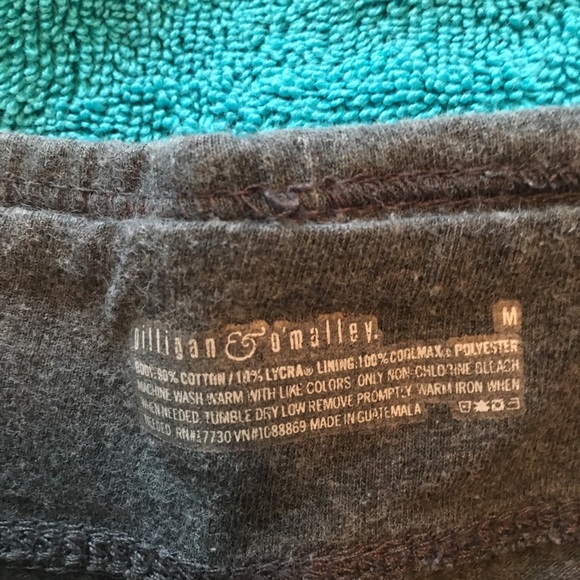 gilligan & o'malley.
M
BODY: 90% COTTON / 10% LYCRA® LINING: 100% COOLMAX® POLYESTER
MACHINE WASH WARM WITH LIKE COLORS. ONLY NON-CHLORINE BLEACH
WHEN NEEDED. TUMBLE DRY LOW REMOVE PROMPTLY. WARM IRON WHEN
NEEDED. RN#17730 VN#1088869 MADE IN GUATEMALA